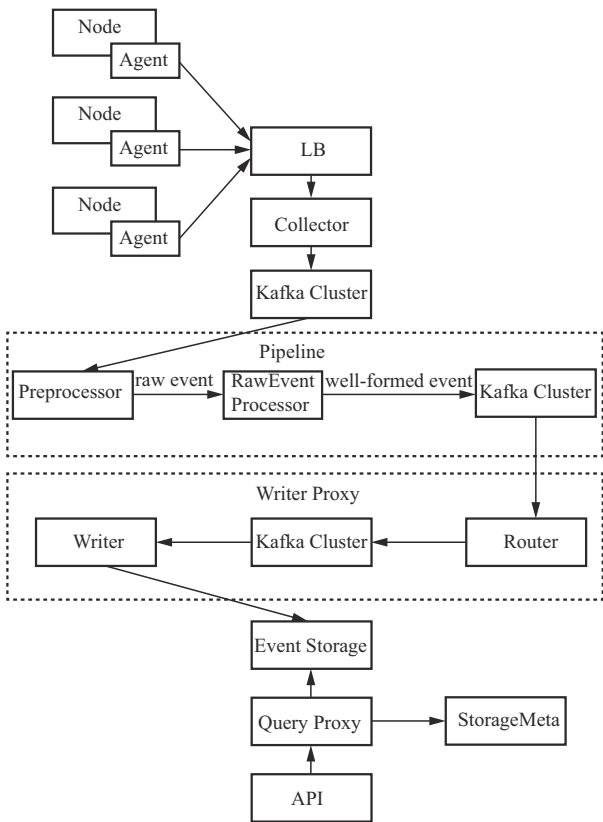 Node
Agent
Node
Agent
LB
Node
Agent
Collector
Kafka Cluster
Pipeline
Preprocessor
raw event
RawEvent
Processor
well-formed event
Kafka Cluster
Writer Proxy
Writer
Kafka Cluster
Router
Event Storage
Query Proxy
StorageMeta
API